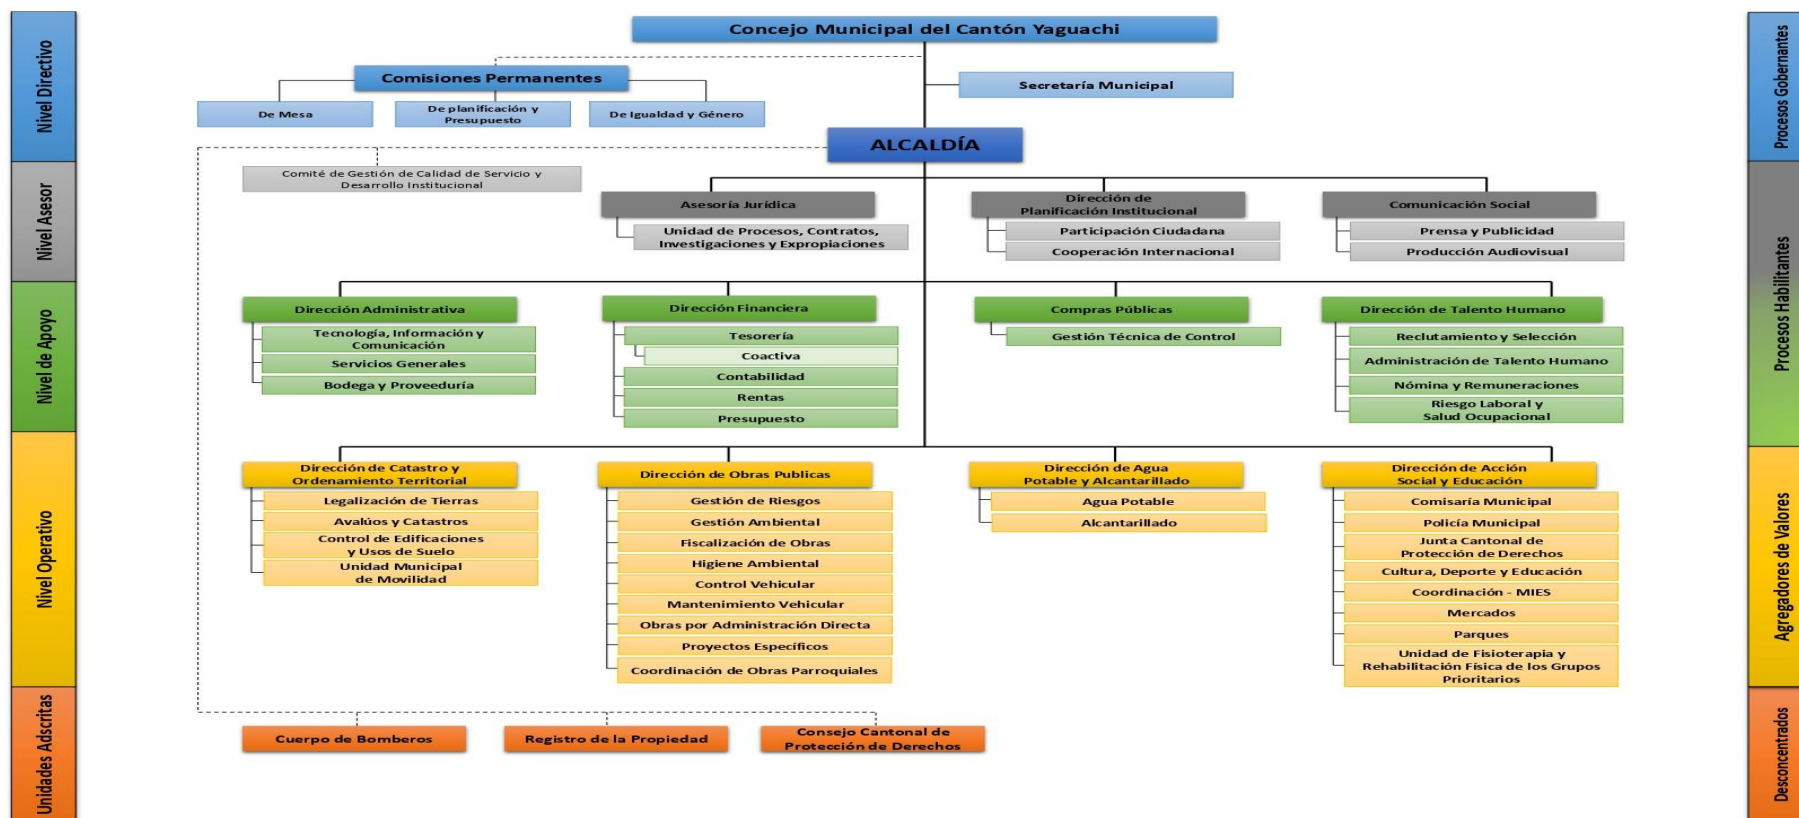 Concejo Municipal del Cantón Yaguachi
Comisiones Permanentes
Secretaría Municipal
De Mesa
De planificación y
Presupuesto
De Igualdad y Género
ALCALDÍA
Comité de Gestión de Calidad de Servicio y
Desarrollo Institucional
Asesoría Jurídica
Unidad de Procesos, Contratos,
Investigaciones y Expropiaciones
Dirección de
Planificación Institucional
Participación Ciudadana
Cooperación Internacional
Comunicación Social
Prensa y Publicidad
Producción Audiovisual
Dirección Administrativa
Tecnología, Información y
Comunicación
Servicios Generales
Bodega y Proveeduría
Dirección Financiera
Tesorería
Coactiva
Contabilidad
Rentas
Presupuesto
Compras Públicas
Gestión Técnica de Control
Dirección de Talento Humano
Reclutamiento y Selección
Administración de Talento Humano
Nómina y Remuneraciones
Riesgo Laboral y
Salud Ocupacional
Dirección de Catastro y
Ordenamiento Territorial
Legalización de Tierras
Avalúos y Catastros
Control de Edificaciones
y Usos de Suelo
Unidad Municipal
de Movilidad
Dirección de Obras Publicas
Gestión de Riesgos
Gestión Ambiental
Fiscalización de Obras
Higiene Ambiental
Control Vehicular
Mantenimiento Vehicular
Obras por Administración Directa
Proyectos Específicos
Coordinación de Obras Parroquiales
Dirección de Agua
Potable y Alcantarillado
Agua Potable
Alcantarillado
Dirección de Acción
Social y Educación
Comisaría Municipal
Policía Municipal
Junta Cantonal de
Protección de Derechos
Cultura, Deporte y Educación
Coordinación - MIES
Mercados
Parques
Unidad de Fisioterapia y
Rehabilitación Física de los Grupos
Prioritarios
Cuerpo de Bomberos
Registro de la Propiedad
Consejo Cantonal de
Protección de Derechos
Nivel Directivo
Nivel Asesor
Nivel de Apoyo
Nivel Operativo
Unidades Adscritas
Procesos Gobernantes
Procesos Habilitantes
Agregadores de Valores
Desconcentrados